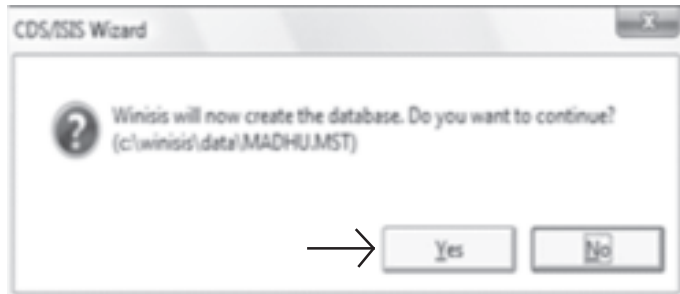 CDS/ISIS Wizard
Winisis will now create the database. Do you want to continue?
(c:\winisis\data\MADHU.MST)
Yes No